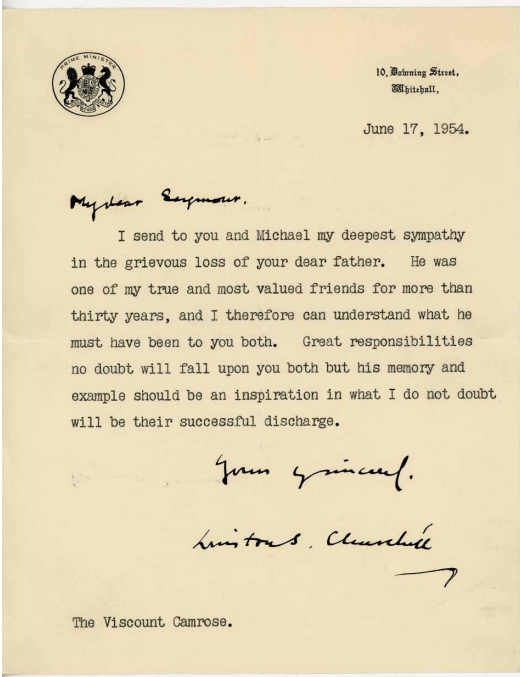 PRIME MINISTER
10, Downing Street,
Whitehall,
June 17, 1954.
My dear Seymour.
I send to you and Michael my deepest sympathy
in the grievous loss of your dear father. He was
one of my true and most valued friends for more than
thirty years, and I therefore can understand what he
must have been to you both. Great responsibilities
no doubt will fall upon you both but his memory and
example should be an inspiration in what I do not doubt
will be their successful discharge.
Yours v sincerely.
Winston S. Churchill
The Viscount Camrose.